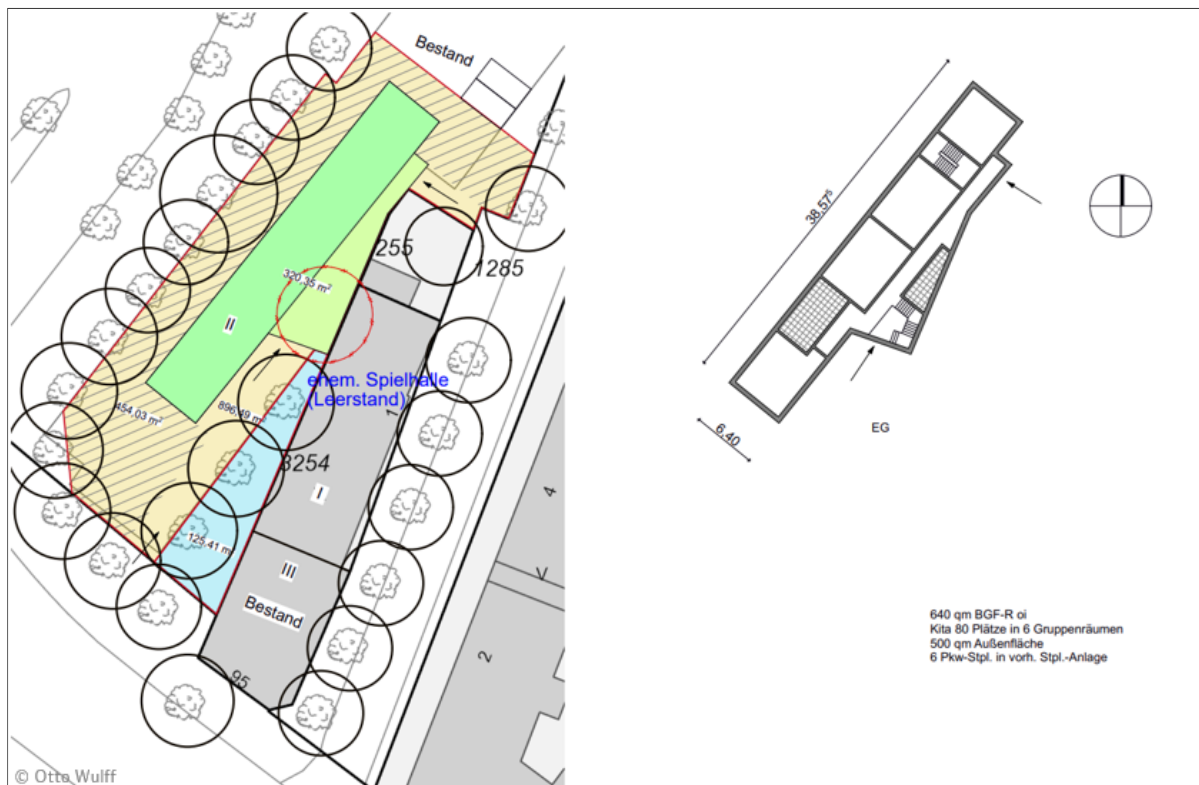 Bestand
255
1285
320,35 m²
II
ehem. Spielhalle
(Leerstand)
454,03 m²
896,49 m²
1
3254
I
125,41 m
III
Bestand
95
4
V
2
© Otto Wulff
38,57⁵
6,40
EG
640 qm BGF-R oi
Kita 80 Plätze in 6 Gruppenräumen
500 qm Außenfläche
6 Pkw-Stpl. in vorh. Stpl.-Anlage